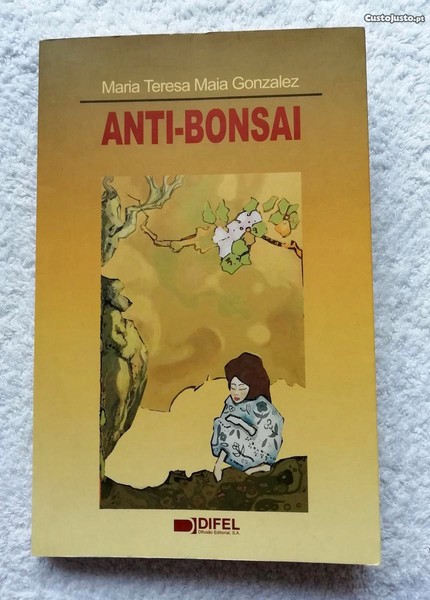 CustoJusto.pt
Maria Teresa Maia Gonzalez
ANTI-BONSAI
DIFEL
Difusão Editorial, S.A.